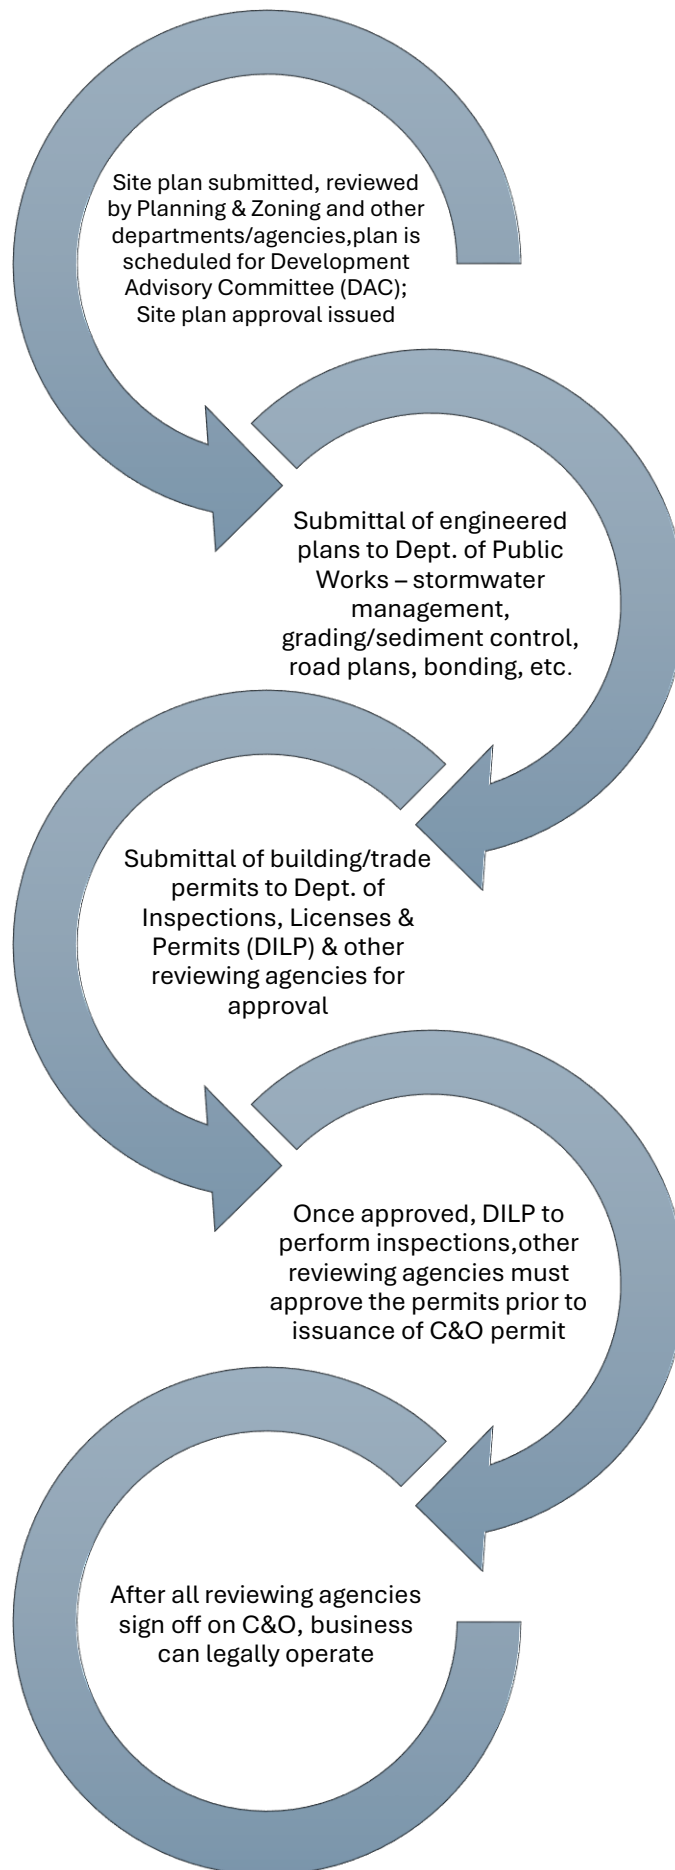 Site plan submitted, reviewed
by Planning & Zoning and other
departments/agencies,plan is
scheduled for Development
Advisory Committee (DAC);
Site plan approval issued
Submittal of engineered
plans to Dept. of Public
Works – stormwater
management,
grading/sediment control,
road plans, bonding, etc.
Submittal of building/trade
permits to Dept. of
Inspections, Licenses &
Permits (DILP) & other
reviewing agencies for
approval
Once approved, DILP to
perform inspections,other
reviewing agencies must
approve the permits prior to
issuance of C&O permit
After all reviewing agencies
sign off on C&O, business
can legally operate